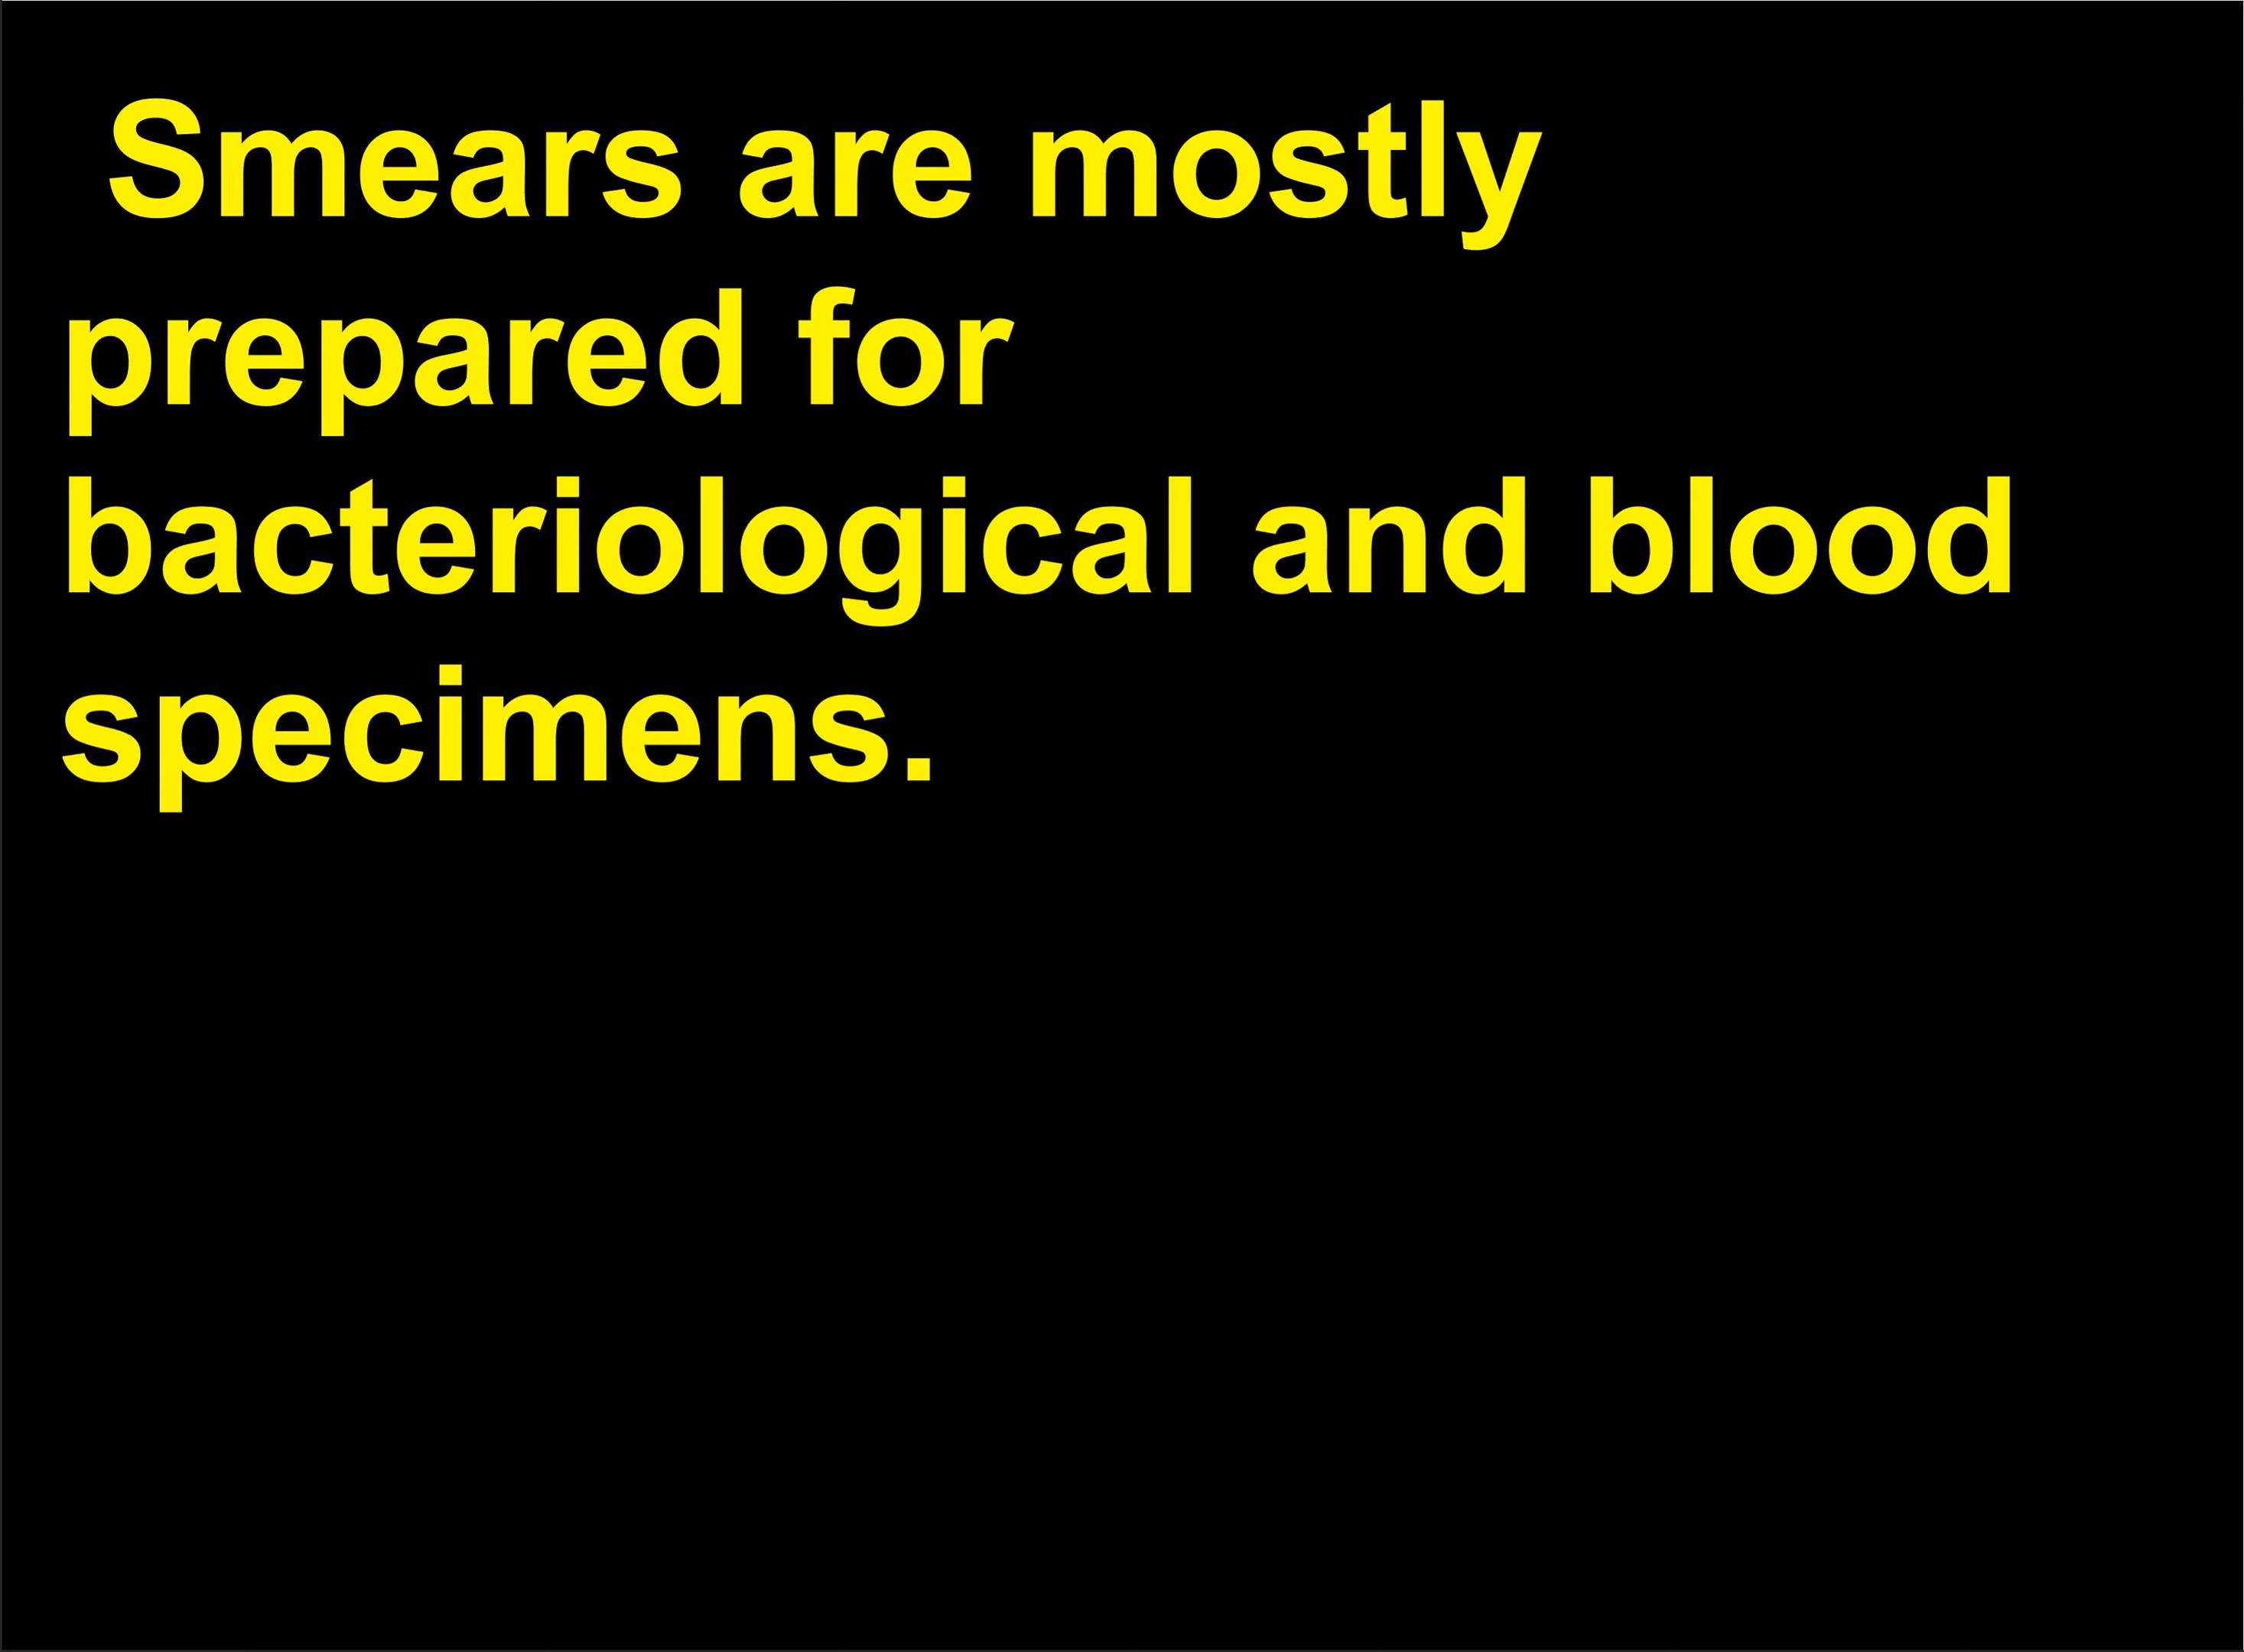 Smears are mostly
prepared for
bacteriological and blood
specimens.